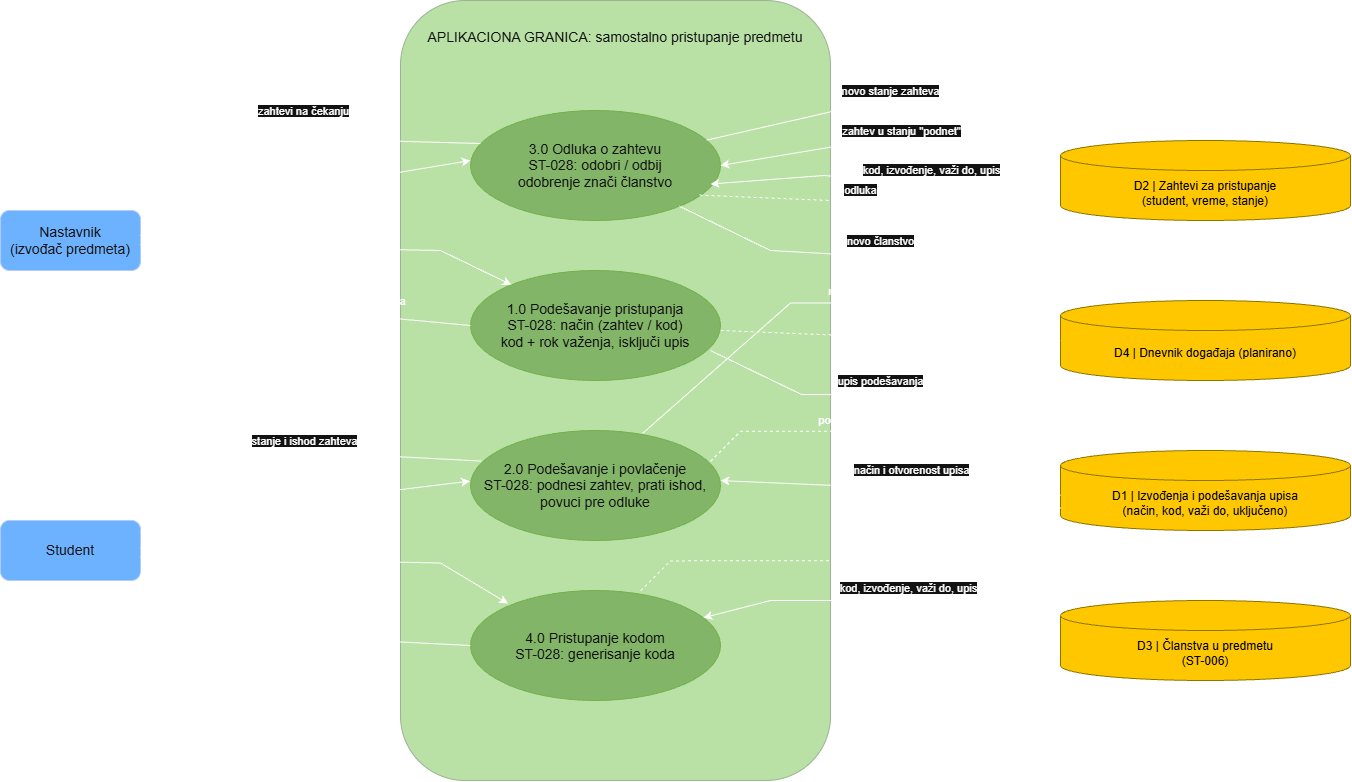 APLIKACIONA GRANICA: samostalno pristupanje predmetu
zahtevi na čekanju
novo stanje zahteva
zahtev u stanju "podnet"
kod, izvođenje, važi do, upis
odluka
novo članstvo
3.0 Odluka o zahtevu
ST-028: odobri / odbij
odobrenje znači članstvo
D2 | Zahtevi za pristupanje
(student, vreme, stanje)
Nastavnik
(izvođač predmeta)
1.0 Podešavanje pristupanja
ST-028: način (zahtev / kod)
kod + rok važenja, isključi upis
D4 | Dnevnik događaja (planirano)
upis podešavanja
stanje i ishod zahteva
2.0 Podešavanje i povlačenje
ST-028: podnesi zahtev, prati ishod,
povuci pre odluke
način i otvorenost upisa
D1 | Izvođenja i podešavanja upisa
(način, kod, važi do, uključeno)
Student
kod, izvođenje, važi do, upis
4.0 Pristupanje kodom
ST-028: generisanje koda
D3 | Članstva u predmetu
(ST-006)